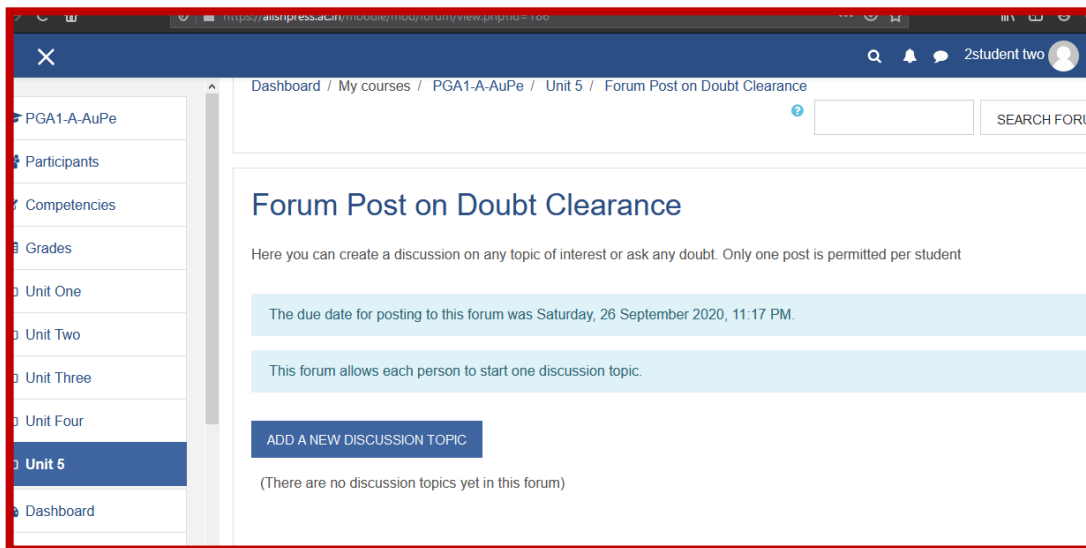 https://alishpress.ac.in/moodle/mod/forum/view.php?id=186
2student two
Dashboard / My courses / PGA1-A-AuPe / Unit 5 / Forum Post on Doubt Clearance
SEARCH FORU
PGA1-A-AuPe
Participants
Competencies
Grades
Unit One
Unit Two
Unit Three
Unit Four
Unit 5
Dashboard
Forum Post on Doubt Clearance
Here you can create a discussion on any topic of interest or ask any doubt. Only one post is permitted per student
The due date for posting to this forum was Saturday, 26 September 2020, 11:17 PM.
This forum allows each person to start one discussion topic.
ADD A NEW DISCUSSION TOPIC
(There are no discussion topics yet in this forum)